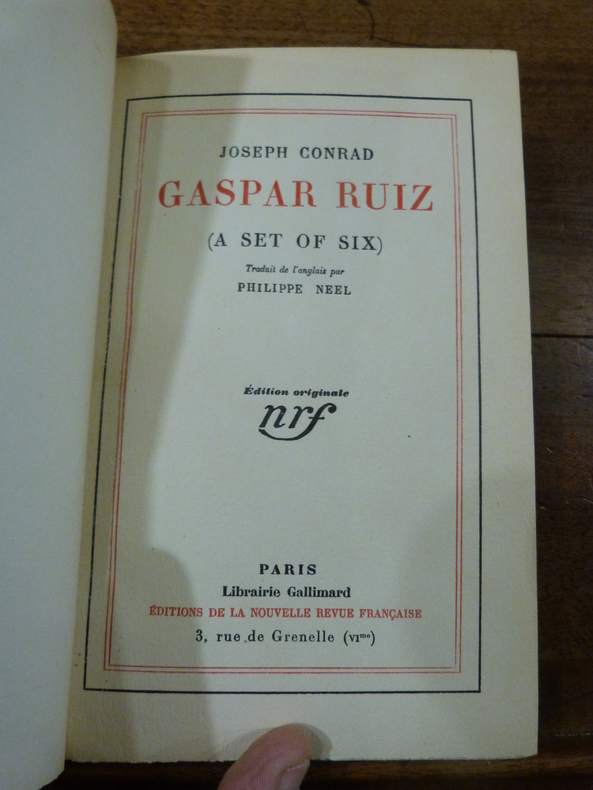 JOSEPH CONRAD
GASPAR RUIZ
(A SET OF SIX)
Traduit de l'anglais par
PHILIPPE NEEL
Édition originale
nrf
PARIS
Librairie Gallimard
ÉDITIONS DE LA NOUVELLE REVUE FRANÇAISE
3, rue de Grenelle (VIme)